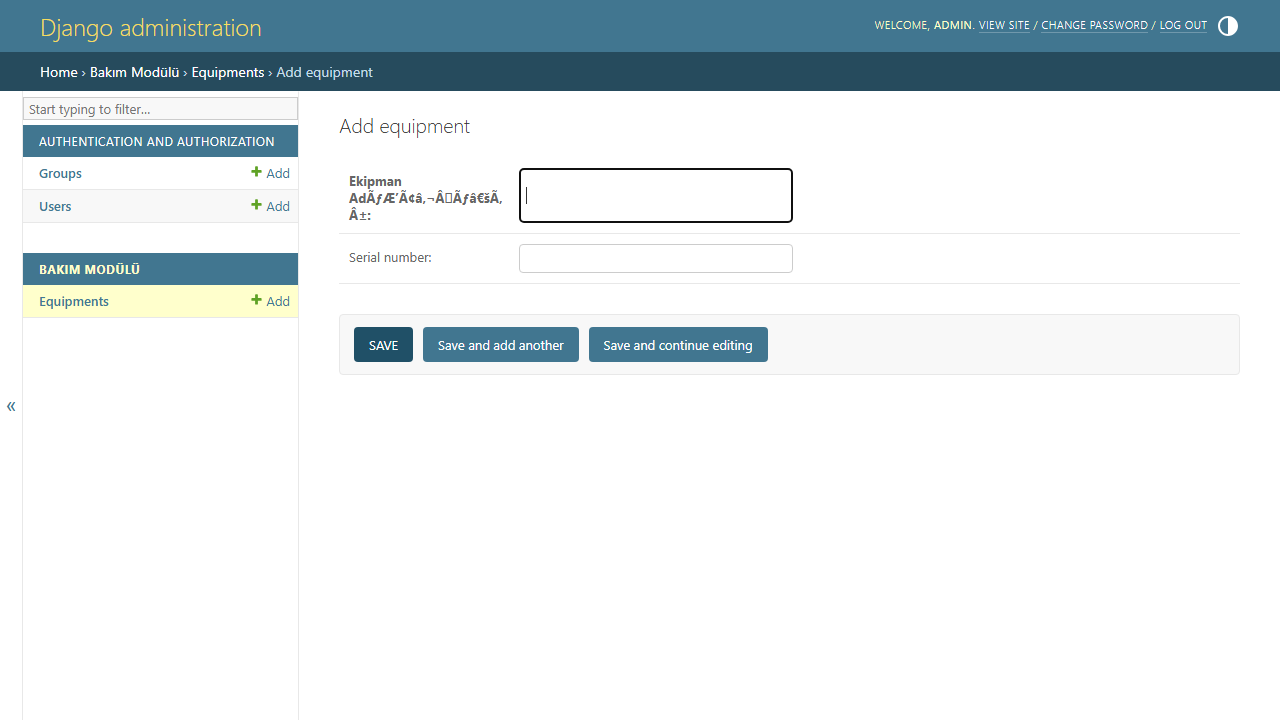 Django administration
WELCOME, ADMIN. VIEW SITE / CHANGE PASSWORD / LOG OUT
Home › Bakım Modülü › Equipments › Add equipment
Start typing to filter...
AUTHENTICATION AND AUTHORIZATION
Groups
Add
Users
Add
BAKIM MODÜLÜ
Equipments
Add
«
Add equipment
Ekipman
AdÃƒÆ’Ã¢â‚¬ÂÃƒâ€šÃ‚
Â±:
Serial number:
SAVE
Save and add another
Save and continue editing